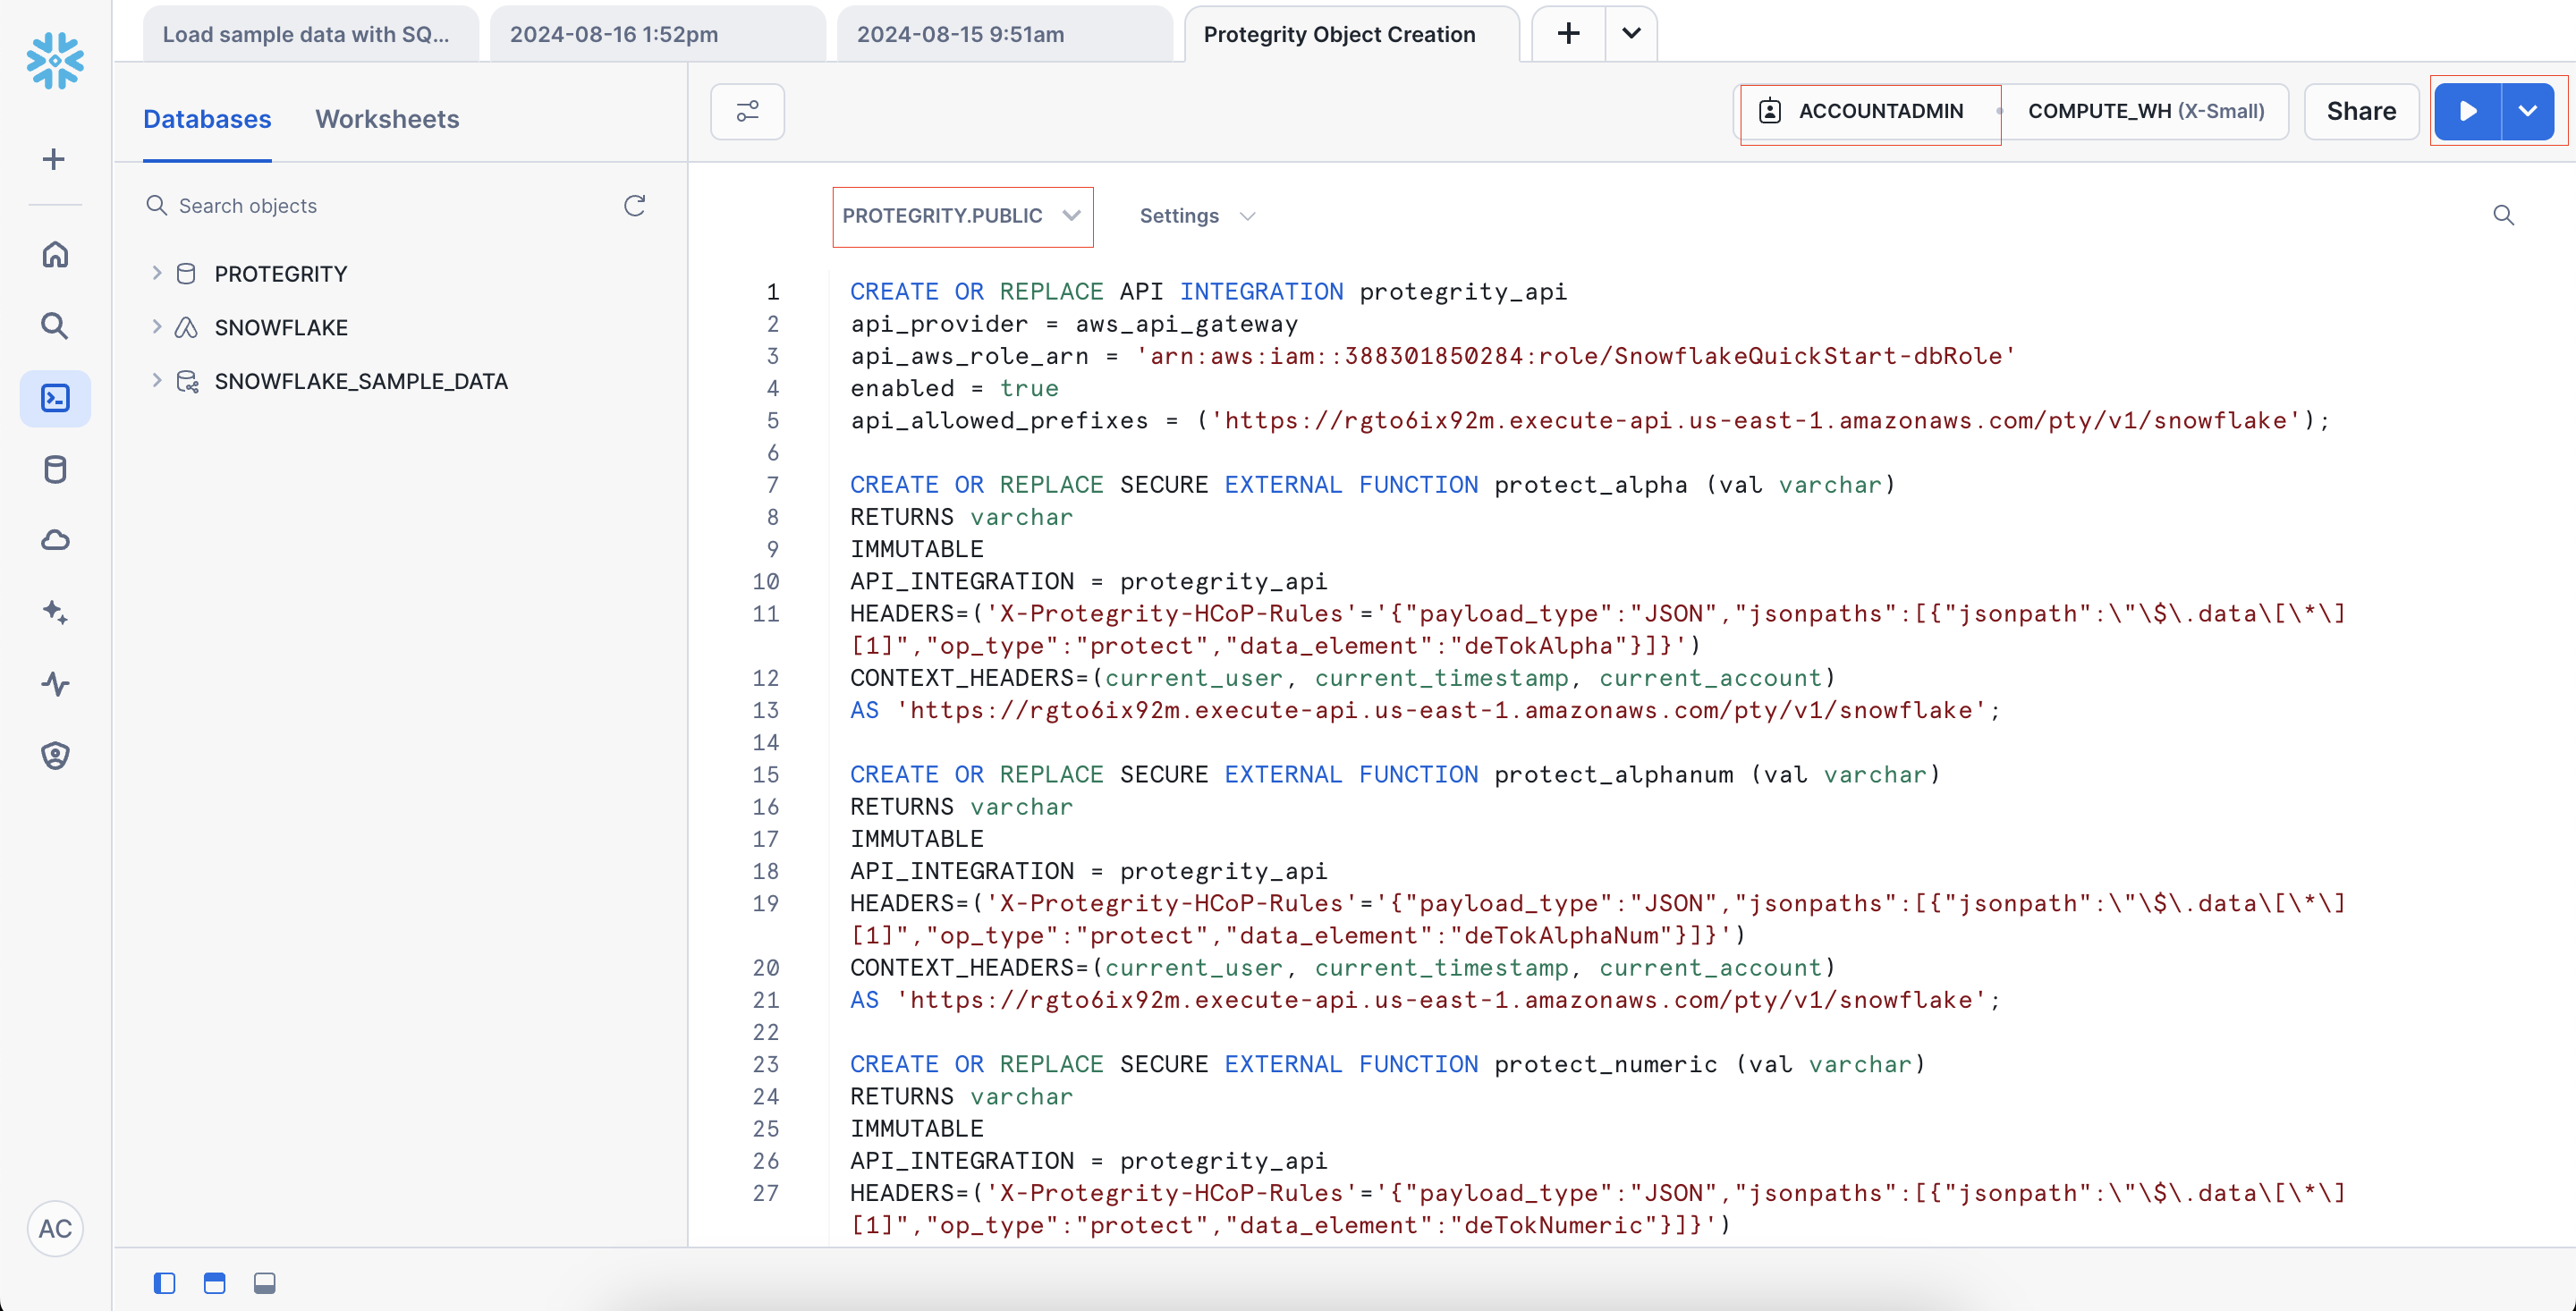 Load sample data with SQ...
2024-08-16 1:52pm
2024-08-15 9:51am
Protegrity Object Creation
Databases
Worksheets
ACCOUNTADMIN
COMPUTE_WH (X-Small)
Share
Search objects
PROTEGRITY
SNOWFLAKE
SNOWFLAKE_SAMPLE_DATA
PROTEGRITY.PUBLIC
Settings
1 CREATE OR REPLACE API INTEGRATION protegrity_api
2 api_provider = aws_api_gateway
3 api_aws_role_arn = 'arn:aws:iam::388301850284:role/SnowflakeQuickStart-dbRole'
4 enabled = true
5 api_allowed_prefixes = ('https://rgto6ix92m.execute-api.us-east-1.amazonaws.com/pty/v1/snowflake');
6
7 CREATE OR REPLACE SECURE EXTERNAL FUNCTION protect_alpha (val varchar)
8 RETURNS varchar
9 IMMUTABLE
10 API_INTEGRATION = protegrity_api
11 HEADERS=('X-Protegrity-HCoP-Rules'='{"payload_type":"JSON","jsonpaths":[{"jsonpath":\"\$\.data\[\*\]
[1]","op_type":"protect","data_element":"deTokAlpha"}]}')
12 CONTEXT_HEADERS=(current_user, current_timestamp, current_account)
13 AS 'https://rgto6ix92m.execute-api.us-east-1.amazonaws.com/pty/v1/snowflake';
14
15 CREATE OR REPLACE SECURE EXTERNAL FUNCTION protect_alphanum (val varchar)
16 RETURNS varchar
17 IMMUTABLE
18 API_INTEGRATION = protegrity_api
19 HEADERS=('X-Protegrity-HCoP-Rules'='{"payload_type":"JSON","jsonpaths":[{"jsonpath":\"\$\.data\[\*\]
[1]","op_type":"protect","data_element":"deTokAlphaNum"}]}')
20 CONTEXT_HEADERS=(current_user, current_timestamp, current_account)
21 AS 'https://rgto6ix92m.execute-api.us-east-1.amazonaws.com/pty/v1/snowflake';
22
23 CREATE OR REPLACE SECURE EXTERNAL FUNCTION protect_numeric (val varchar)
24 RETURNS varchar
25 IMMUTABLE
26 API_INTEGRATION = protegrity_api
27 HEADERS=('X-Protegrity-HCoP-Rules'='{"payload_type":"JSON","jsonpaths":[{"jsonpath":\"\$\.data\[\*\]
[1]","op_type":"protect","data_element":"deTokNumeric"}]}')
AC